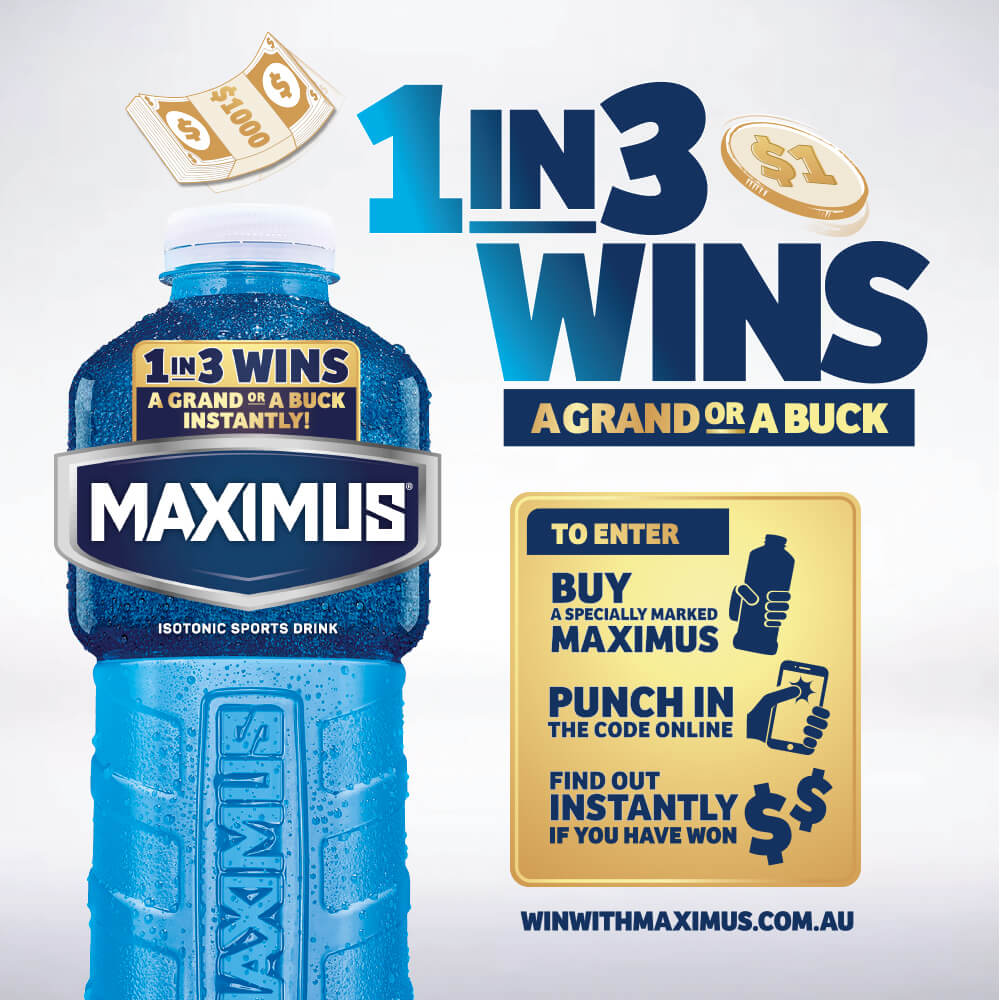 $1000
$
$
1 IN 3
$1
WINS
A GRAND OR A BUCK
1 IN 3 WINS
A GRAND OR A BUCK
INSTANTLY!
MAXIMUS®
ISOTONIC SPORTS DRINK
MAXIMUS
TO ENTER
BUY
A SPECIALLY MARKED
MAXIMUS
PUNCH IN
THE CODE ONLINE
FIND OUT
INSTANTLY
IF YOU HAVE WON
$$
WINWITHMAXIMUS.COM.AU